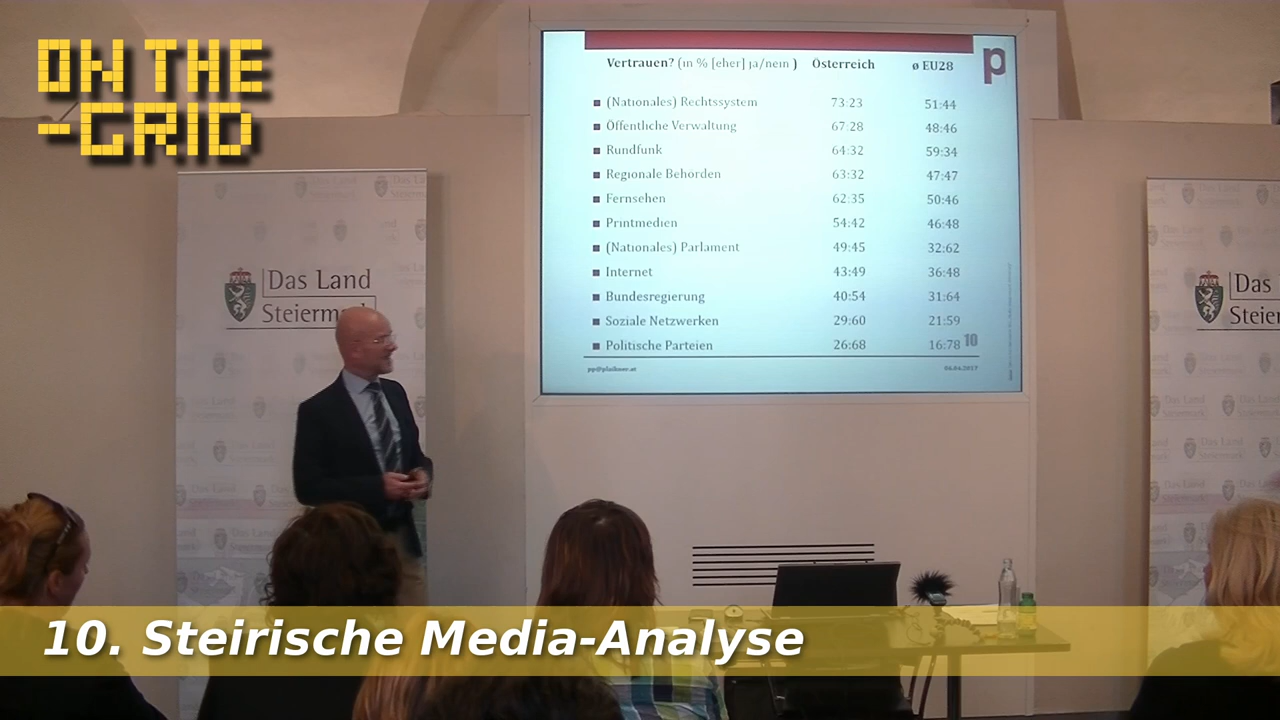 ON THE
-GRID
Vertrauen? (in % [eher] ja/nein ) Österreich ø EU28
(Nationales) Rechtssystem 73:23 51:44
Öffentliche Verwaltung 67:28 48:46
Rundfunk 64:32 59:34
Regionale Behörden 63:32 47:47
Fernsehen 62:35 50:46
Printmedien 54:42 46:48
(Nationales) Parlament 49:45 32:62
Internet 43:49 36:48
Bundesregierung 40:54 31:64
Soziale Netzwerken 29:60 21:59
Politische Parteien 26:68 16:78
10
pp@plaikner.at 06.04.2017
p
Das Land
Steierm
Das
Steier
10. Steirische Media-Analyse